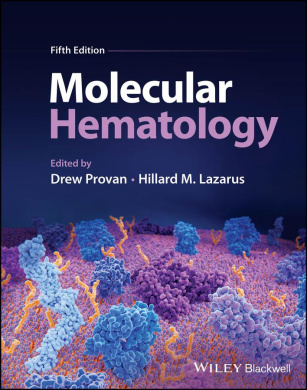 Fifth Edition
Molecular
Hematology
Edited by
Drew Provan • Hillard M. Lazarus
WILEY Blackwell